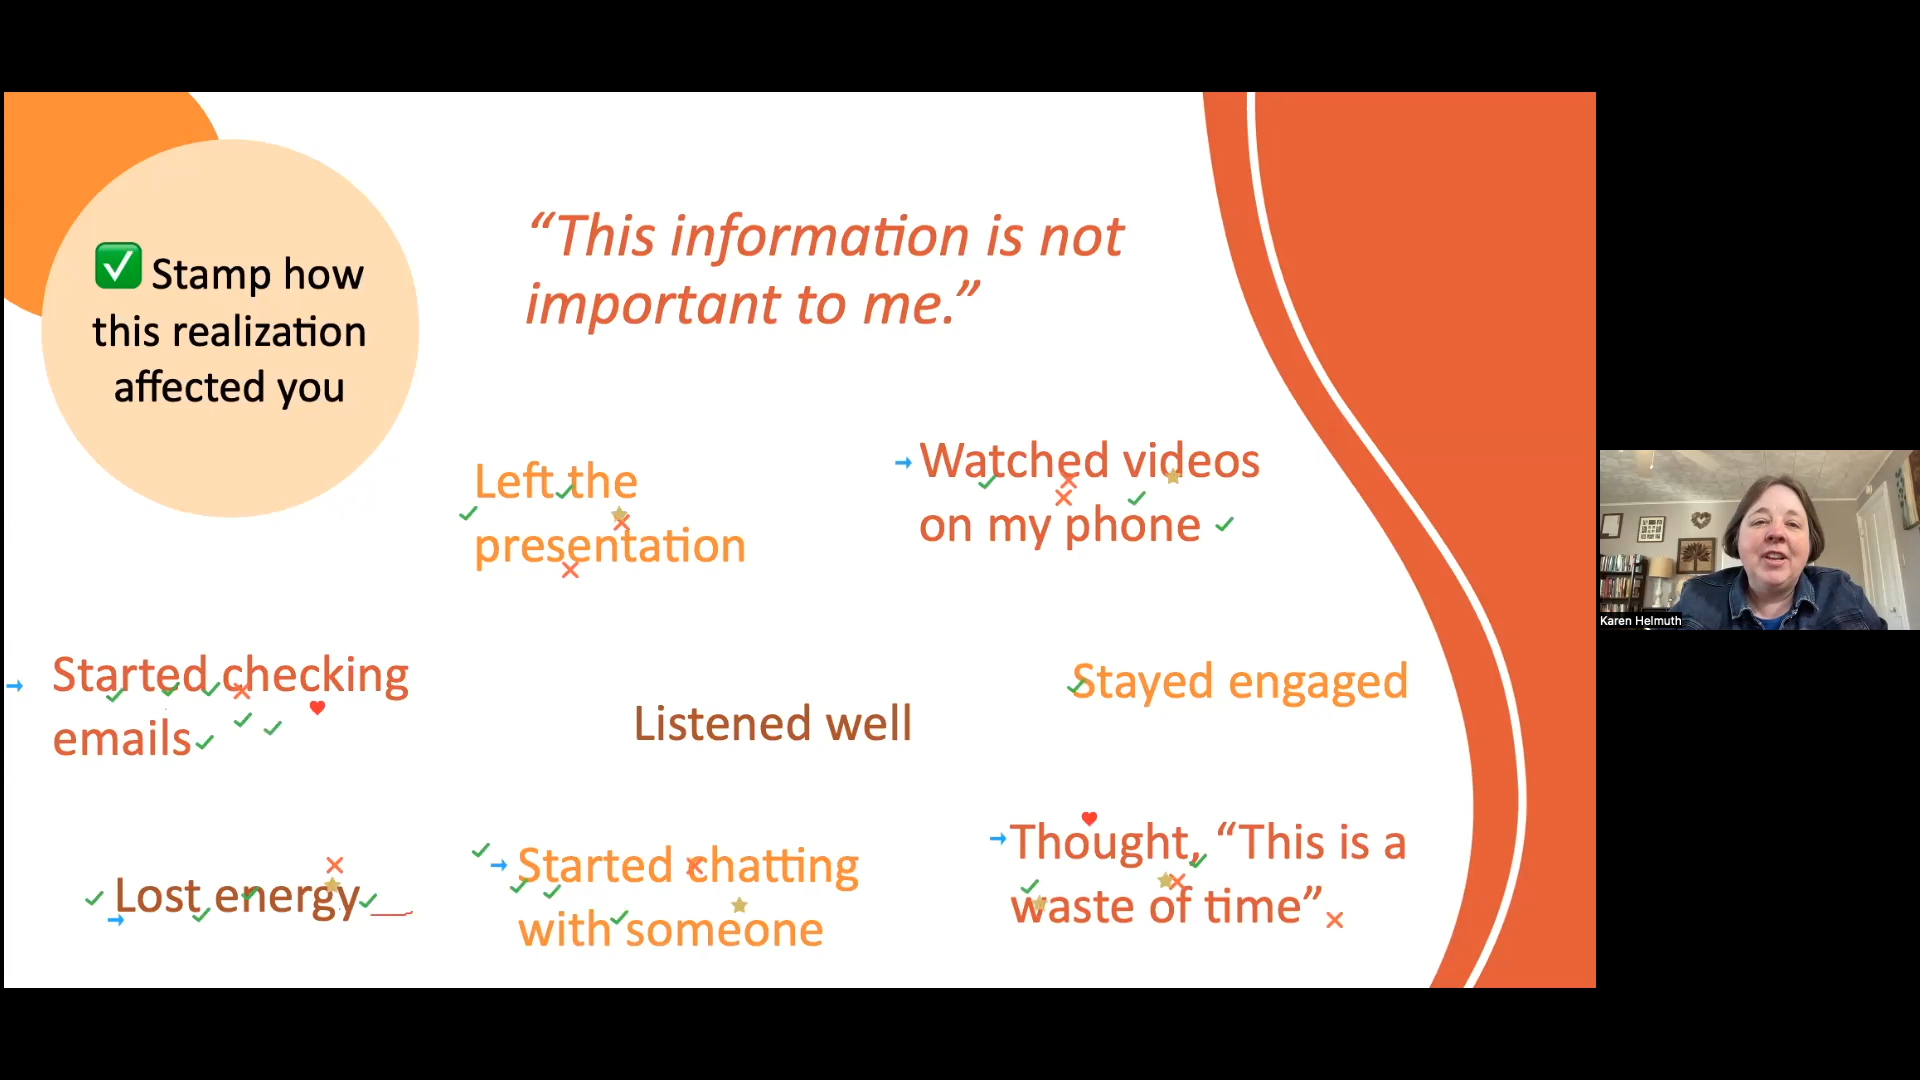 ✅ Stamp how
this realization
affected you
“This information is not
important to me.”
Left the
presentation
Watched videos
on my phone
Started checking
emails
Listened well
Stayed engaged
Lost energy
Started chatting
with someone
Thought, “This is a
waste of time”
Karen Helmuth